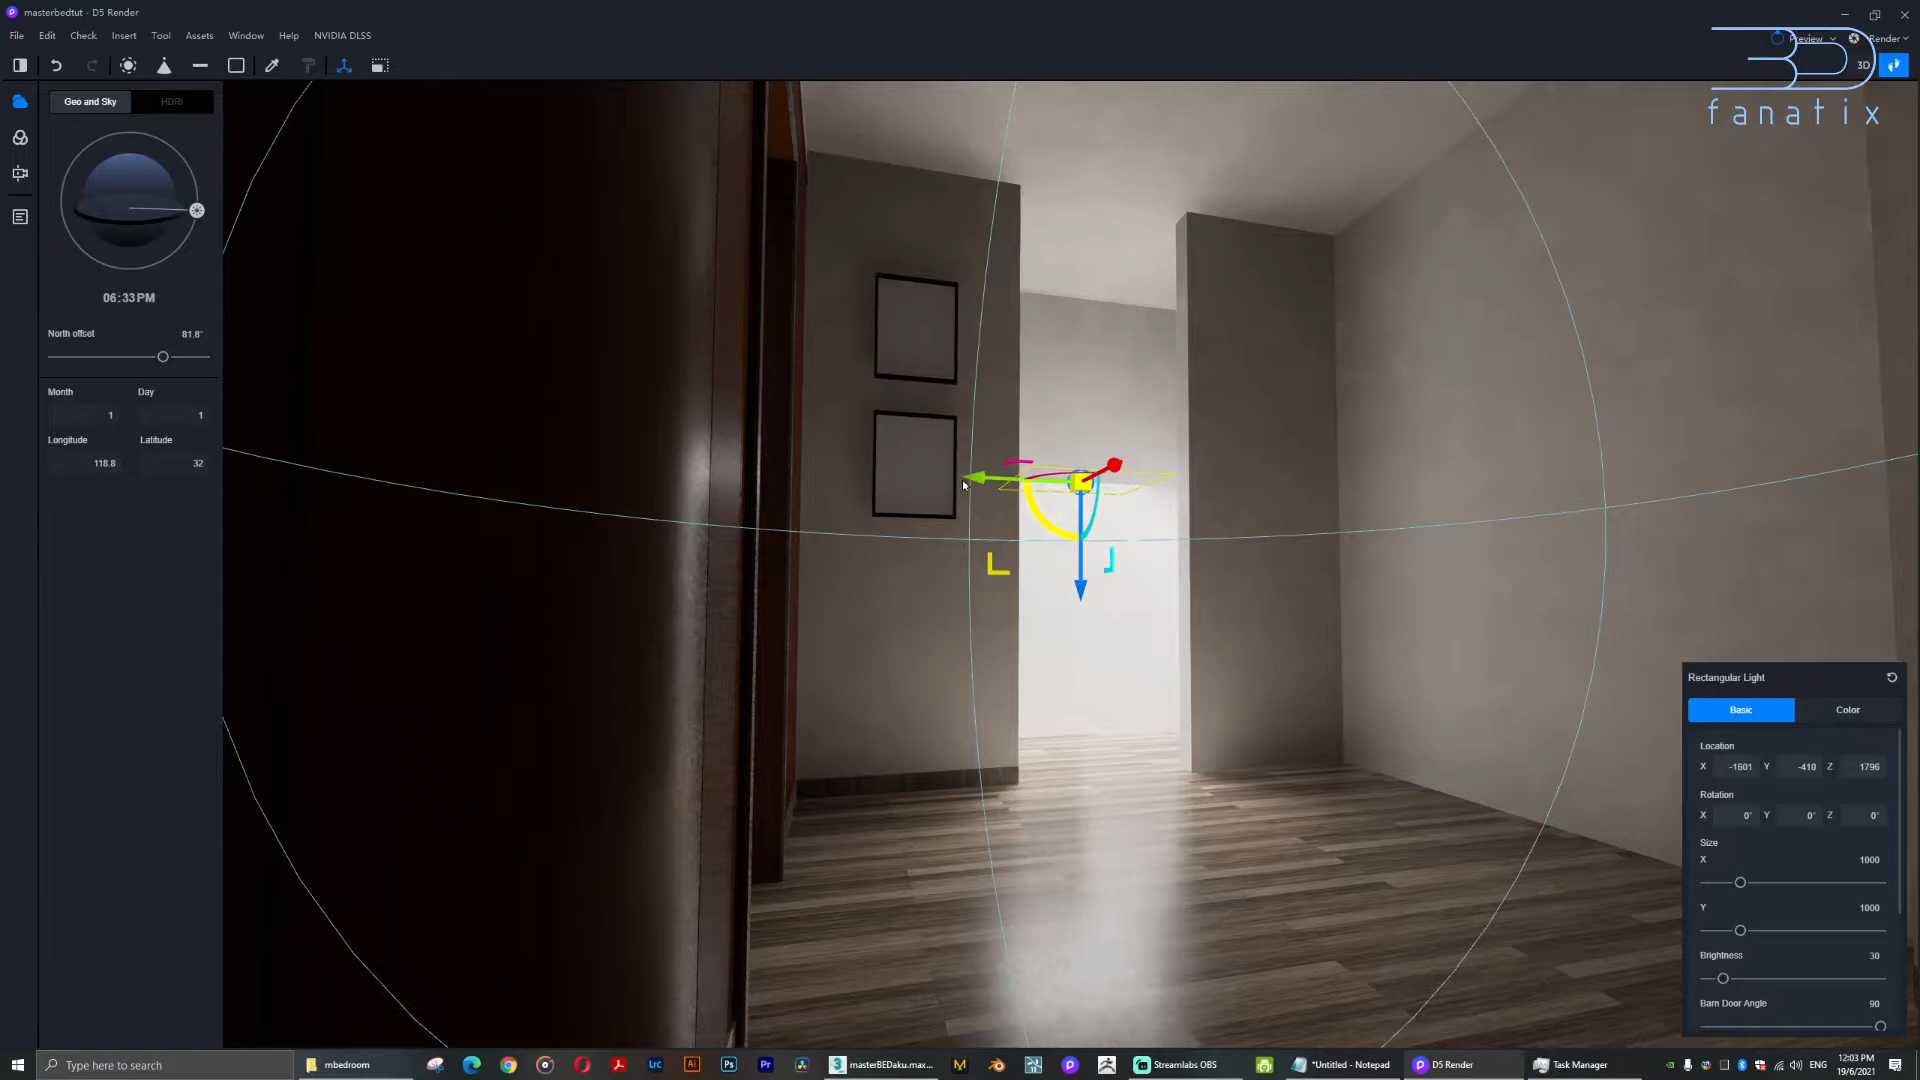 masterbedtut - D5 Render
File Edit Check Insert Tool Assets Window Help NVIDIA DLSS
Preview Render
3D
fanatix
Geo and Sky HDRI
06:33PM
North offset 81.8°
Month Day
1 1
Longitude Latitude
118.8 32
Rectangular Light
Basic Color
Location
X -1601 Y -410 Z 1796
Rotation
X 0° Y 0° Z 0°
Size
X 1000
Y 1000
Brightness 30
Barn Door Angle 90
Type here to search
mbedroom
Lrc Ai Ps Pr
masterBEDaku.max...
Streamlabs OBS
*Untitled - Notepad
D5 Render
Task Manager
ENG
12:03 PM
19/6/2021